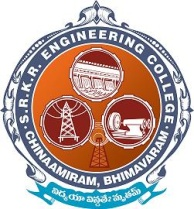 S.R.K.R. ENGINEERING COLLEGE
CHINAAMIRAM, BHIMAVARAM.